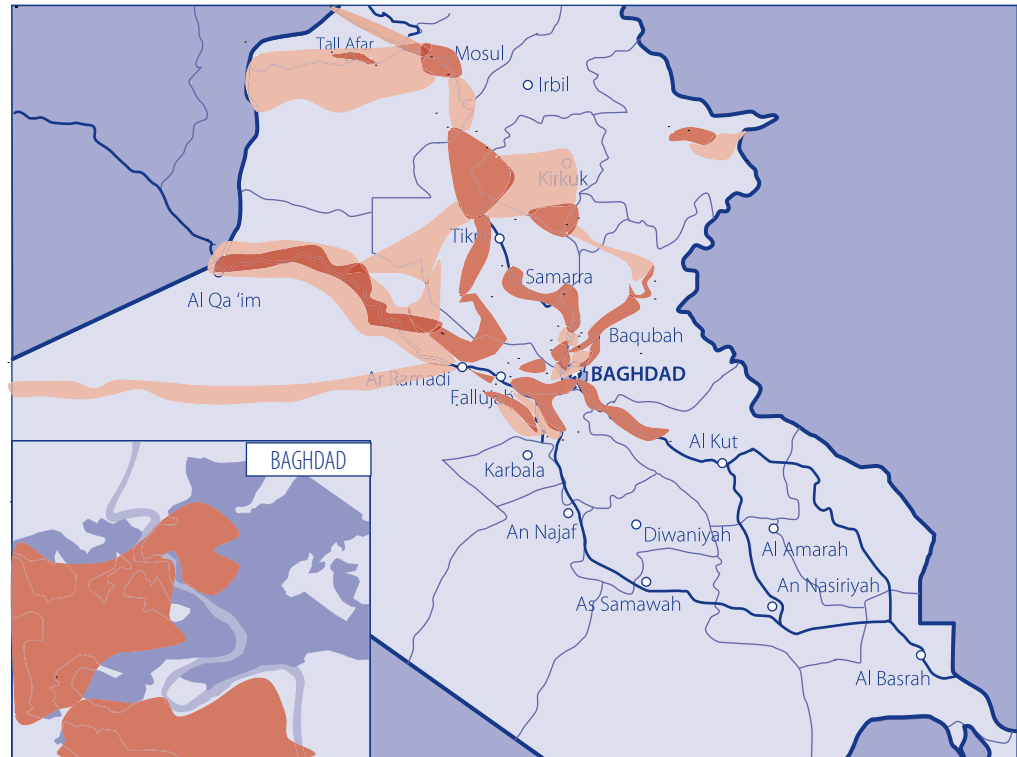 Tall Afar
Mosul
Irbil
Kirkuk
Tikrit
Samarra
Al Qa 'im
Baqubah
Ar Ramadi
BAGHDAD
Fallujah
BAGHDAD
Al Kut
Karbala
An Najaf
Diwaniyah
Al Amarah
An Nasiriyah
As Samawah
Al Basrah